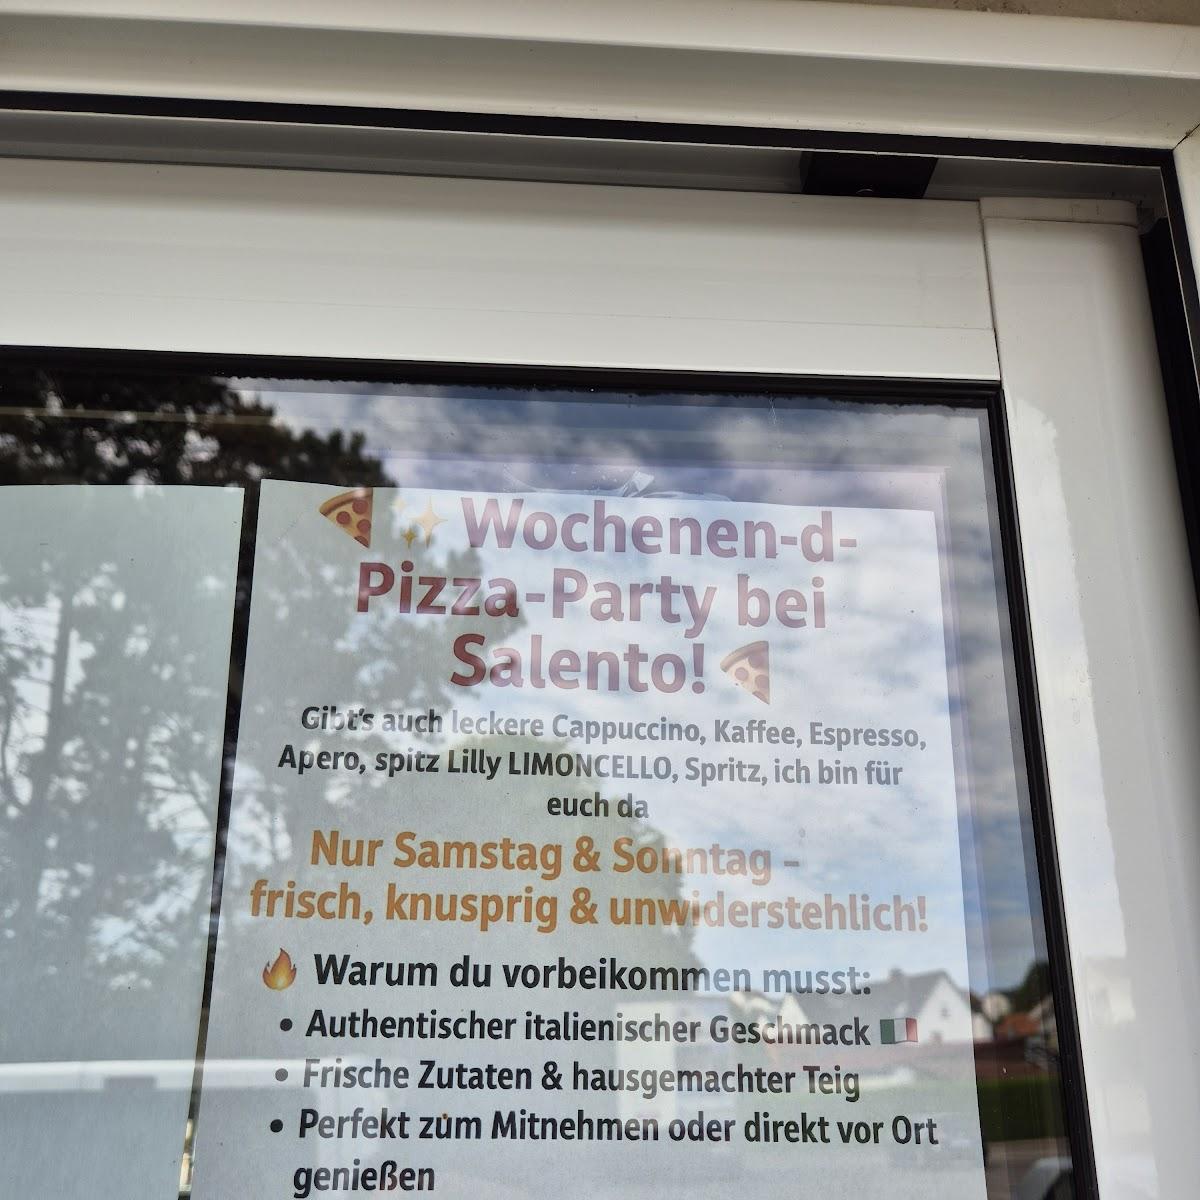 🍕✨ Wochenen-d-
Pizza-Party bei
Salento! 🍕
Gibt's auch leckere Cappuccino, Kaffee, Espresso,
Apero, spitz Lilly LIMONCELLO, Spritz, ich bin für
euch da
Nur Samstag & Sonntag –
frisch, knusprig & unwiderstehlich!
🔥 Warum du vorbeikommen musst:
• Authentischer italienischer Geschmack 🇮🇹
• Frische Zutaten & hausgemachter Teig
• Perfekt zum Mitnehmen oder direkt vor Ort
genießen